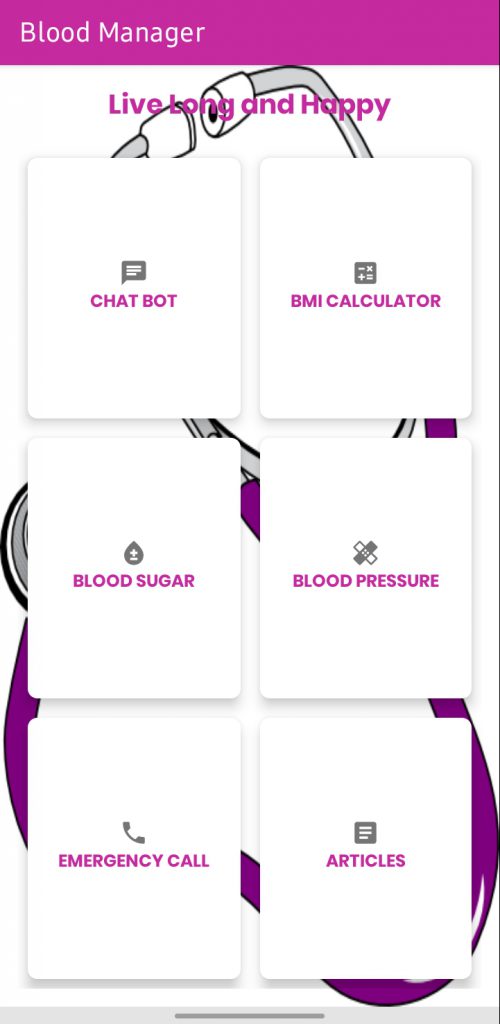 Blood Manager
Live Long and Happy
CHAT BOT
BMI CALCULATOR
BLOOD SUGAR
BLOOD PRESSURE
EMERGENCY CALL
ARTICLES